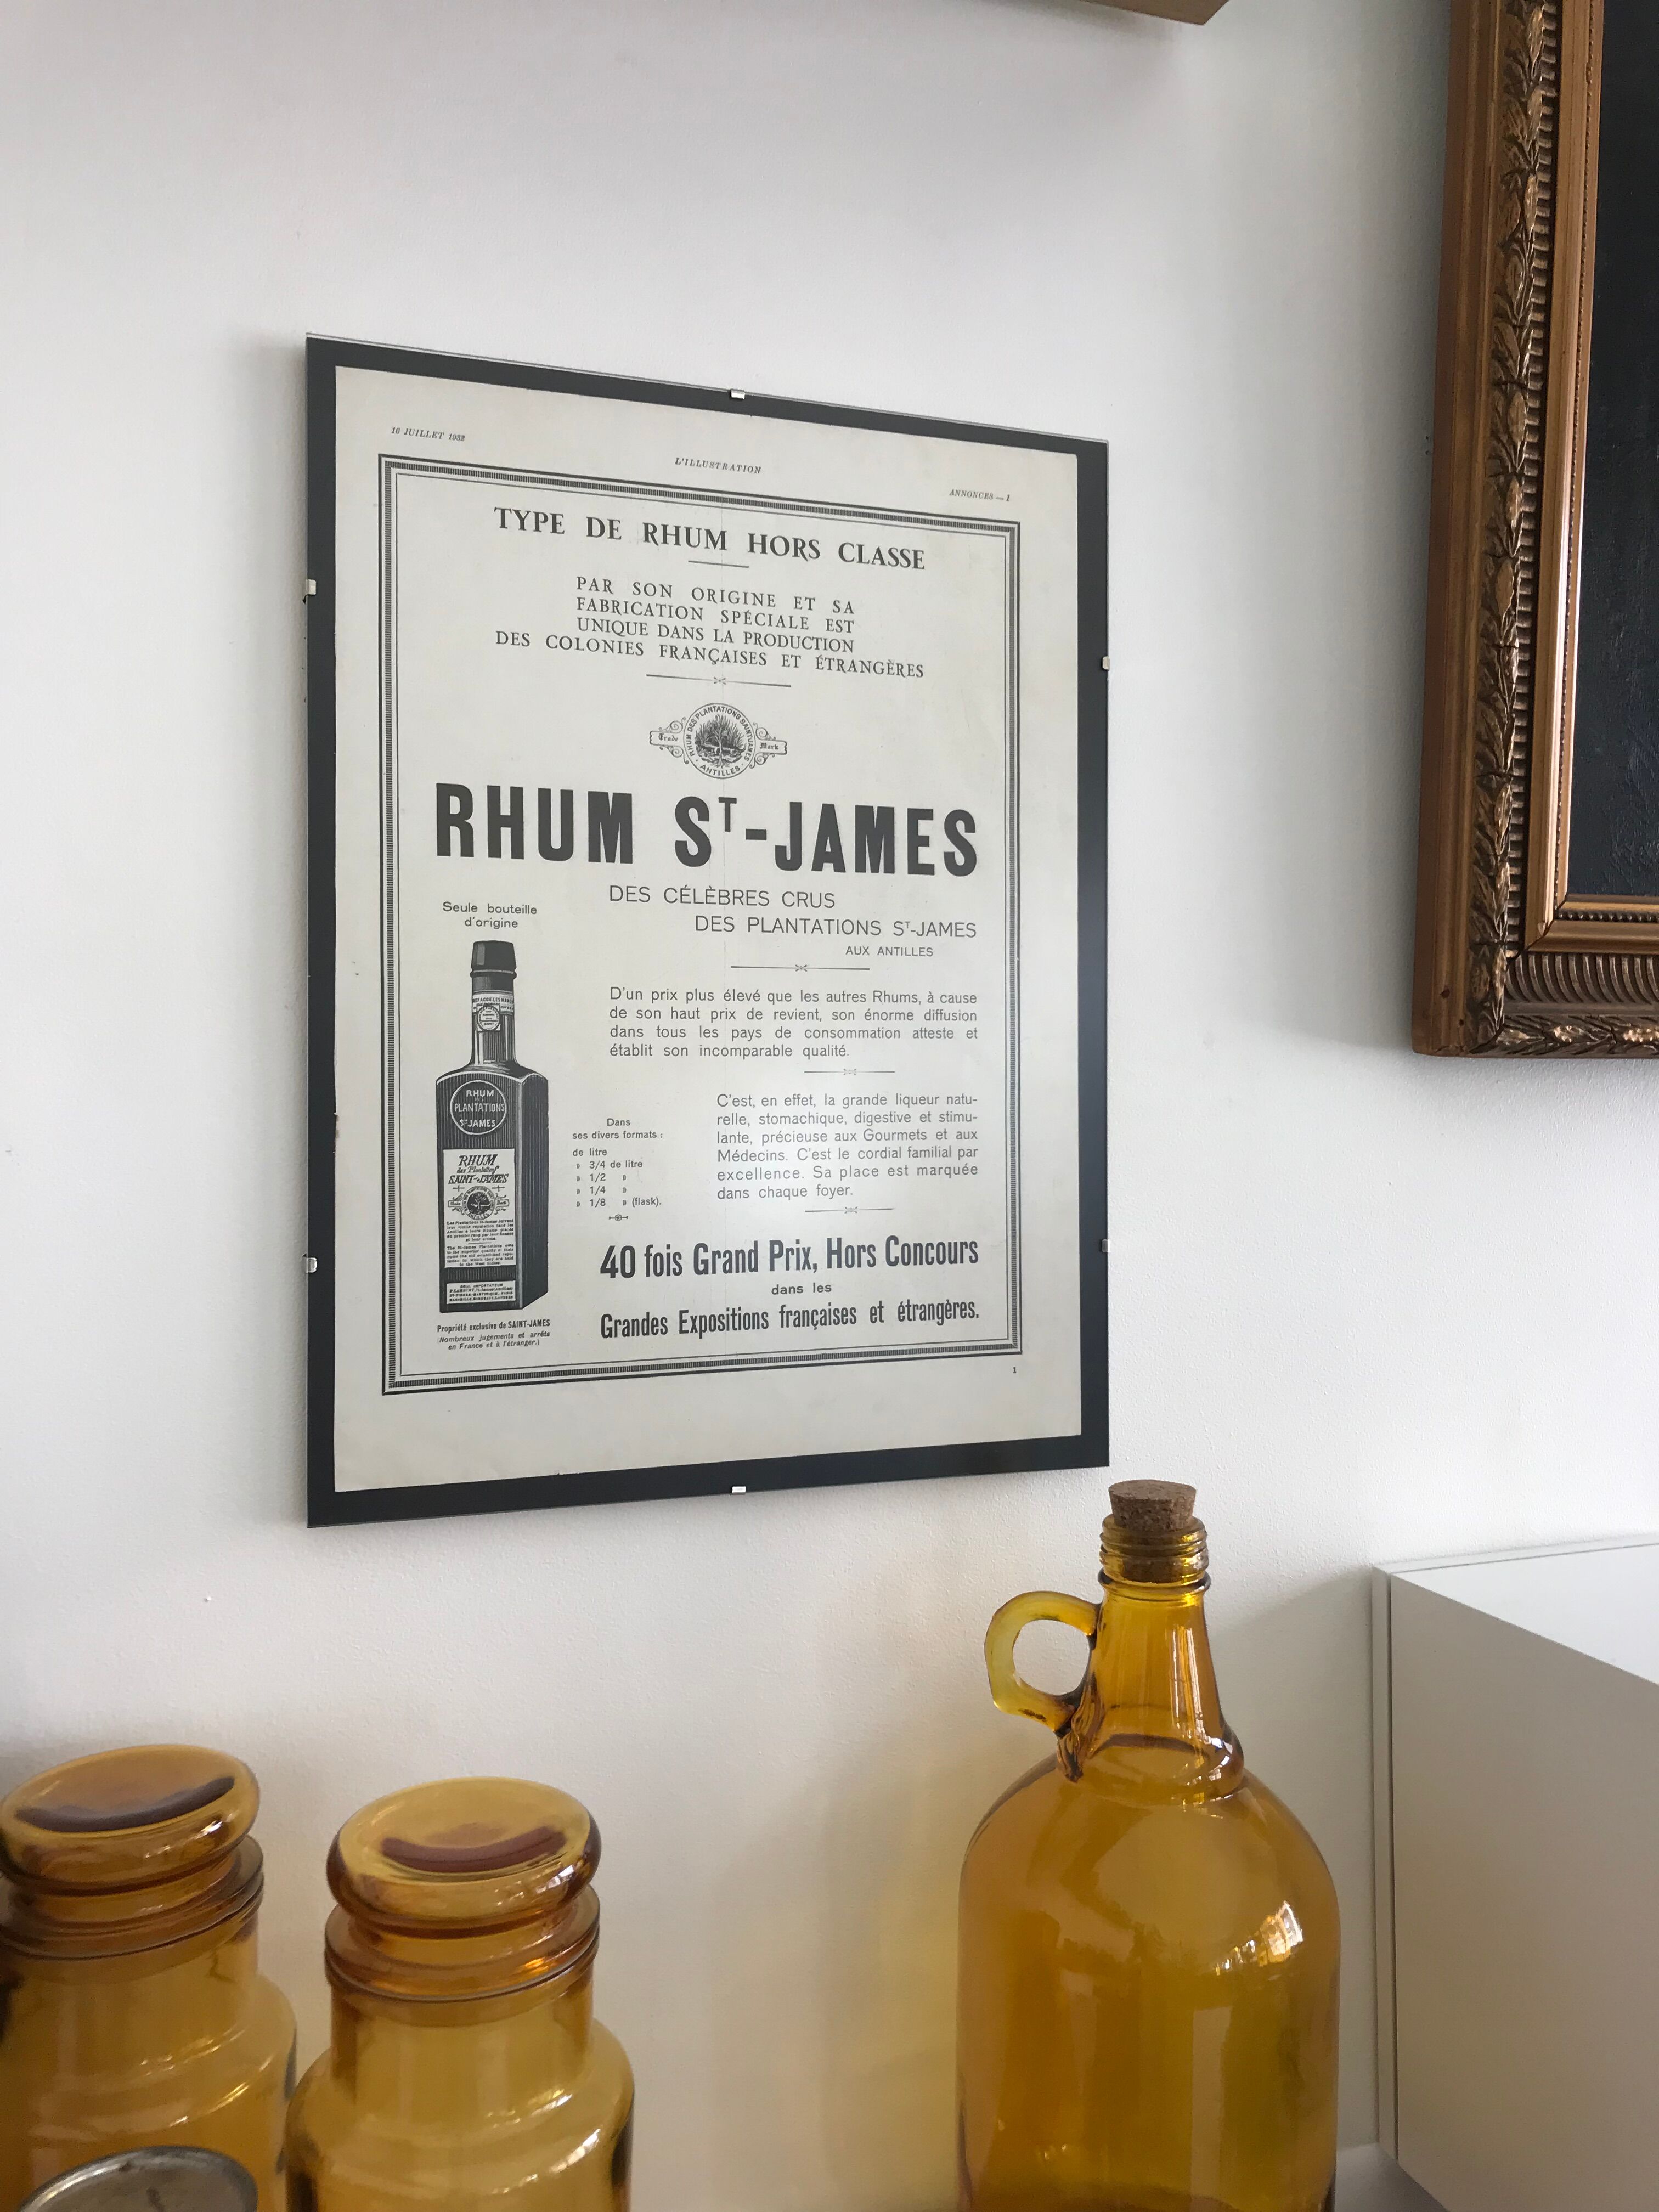 16 JUILLET 1932
L'ILLUSTRATION
ANNONCES — 1
TYPE DE RHUM HORS CLASSE
PAR SON ORIGINE ET SA
FABRICATION SPÉCIALE EST
UNIQUE DANS LA PRODUCTION
DES COLONIES FRANÇAISES ET ÉTRANGÈRES
RHUM DES PLANTATIONS SAINT-JAMES
Trade Mark
ANTILLES
RHUM ST-JAMES
DES CÉLÈBRES CRUS
DES PLANTATIONS ST-JAMES
AUX ANTILLES
Seule bouteille
d'origine
D'un prix plus élevé que les autres Rhums, à cause
de son haut prix de revient, son énorme diffusion
dans tous les pays de consommation atteste et
établit son incomparable qualité.
C'est, en effet, la grande liqueur natu-
relle, stomachique, digestive et stimu-
lante, précieuse aux Gourmets et aux
Médecins. C'est le cordial familial par
excellence. Sa place est marquée
dans chaque foyer.
Dans
ses divers formats :
de litre
» 3/4 de litre
» 1/2 »
» 1/4 »
» 1/8 » (flask).
RHUM
PLANTATIONS
ST JAMES
RHUM
des Plantations
SAINT-JAMES
40 fois Grand Prix, Hors Concours
dans les
Grandes Expositions françaises et étrangères.
Propriété exclusive de SAINT-JAMES
(Nombreux jugements et arrêts
en France et à l'étranger.)
1